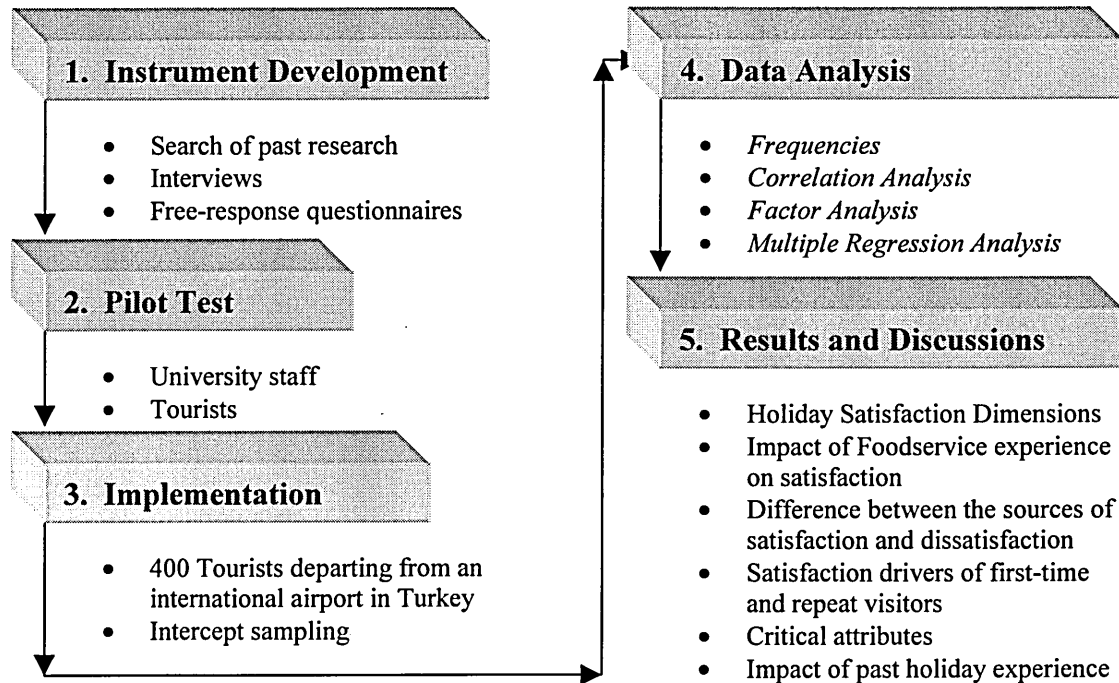 1. Instrument Development
• Search of past research
• Interviews
• Free-response questionnaires
2. Pilot Test
• University staff
• Tourists
3. Implementation
• 400 Tourists departing from an
international airport in Turkey
• Intercept sampling
4. Data Analysis
• Frequencies
• Correlation Analysis
• Factor Analysis
• Multiple Regression Analysis
5. Results and Discussions
• Holiday Satisfaction Dimensions
• Impact of Foodservice experience
on satisfaction
• Difference between the sources of
satisfaction and dissatisfaction
• Satisfaction drivers of first-time
and repeat visitors
• Critical attributes
• Impact of past holiday experience